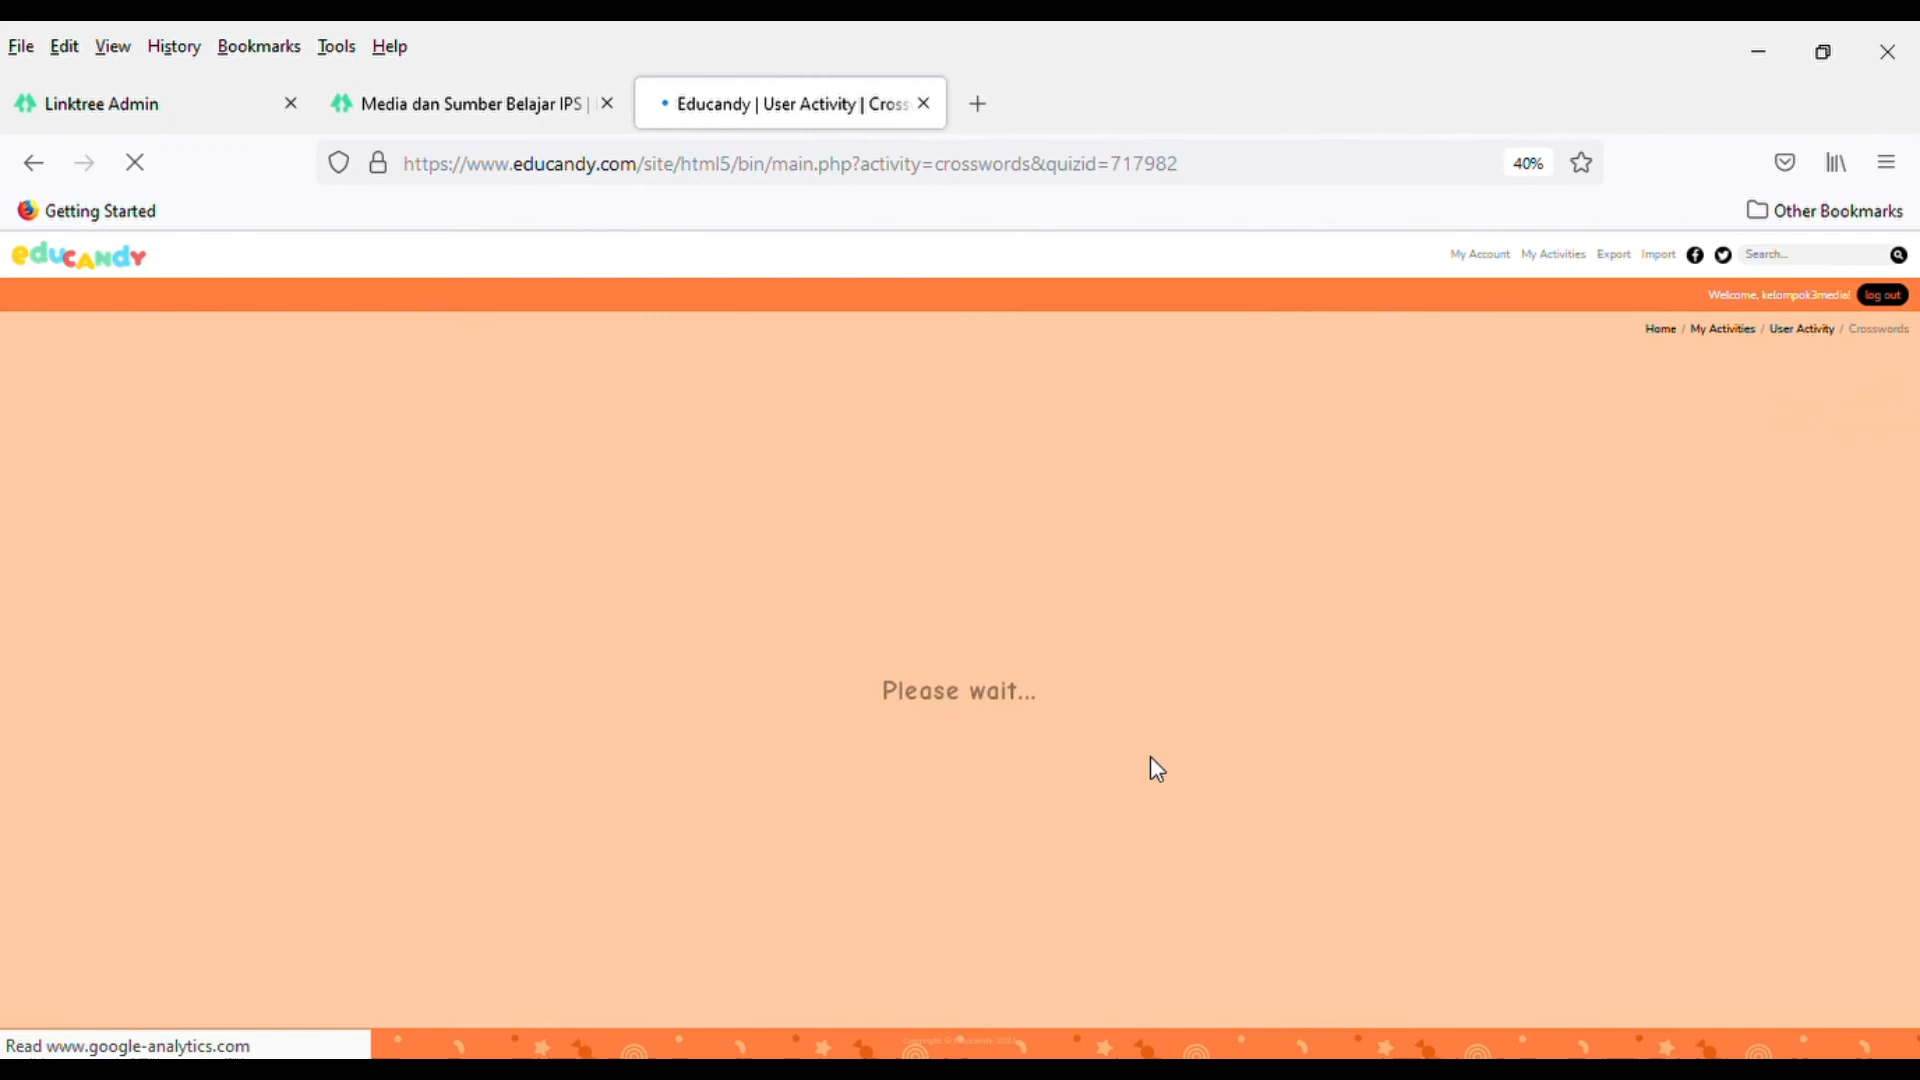 File Edit View History Bookmarks Tools Help
Linktree Admin Media dan Sumber Belajar IPS | Educandy | User Activity | Cross
https://www.educandy.com/site/html5/bin/main.php?activity=crosswords&quizid=717982 40%
Getting Started Other Bookmarks
educandy My Account My Activities Export Import Search...
Welcome, kelompok3media! log out
Home / My Activities / User Activity / Crosswords
Please wait...
Read www.google-analytics.com
Copyright © Educandy